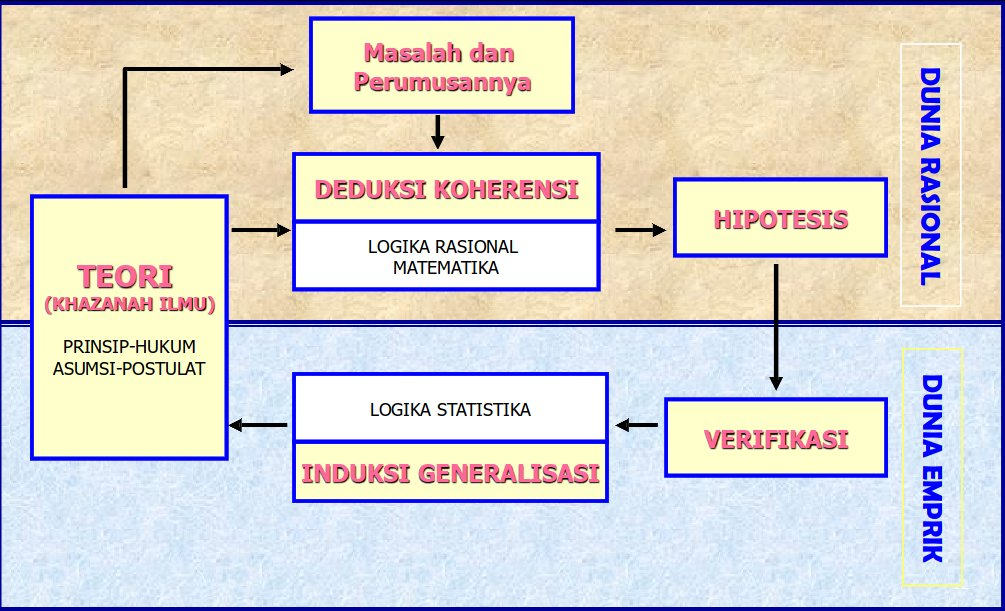 Masalah dan
Perumusannya
DUNIA RASIONAL
DEDUKSI KOHERENSI
LOGIKA RASIONAL
MATEMATIKA
HIPOTESIS
TEORI
(KHAZANAH ILMU)
PRINSIP-HUKUM
ASUMSI-POSTULAT
LOGIKA STATISTIKA
INDUKSI GENERALISASI
VERIFIKASI
DUNIA EMPRIK